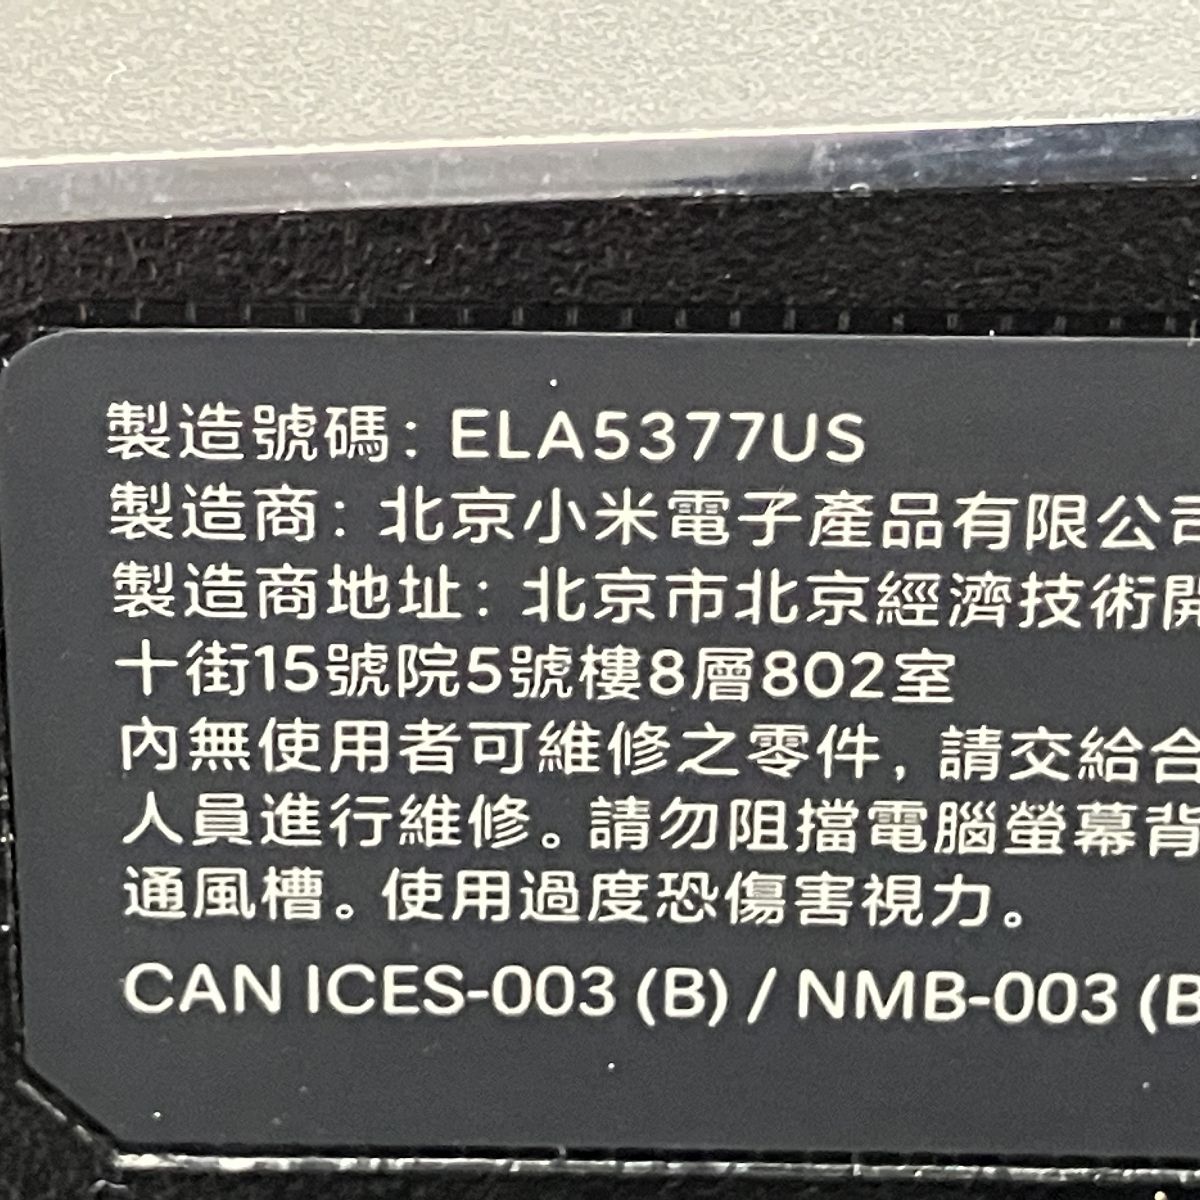 製造號碼: ELA5377US
製造商: 北京小米電子產品有限公司
製造商地址: 北京市北京經濟技術開
十街15號院5號樓8層802室
內無使用者可維修之零件, 請交給合
人員進行維修。請勿阻擋電腦螢幕背
通風槽。使用過度恐傷害視力。
CAN ICES-003 (B) / NMB-003 (B